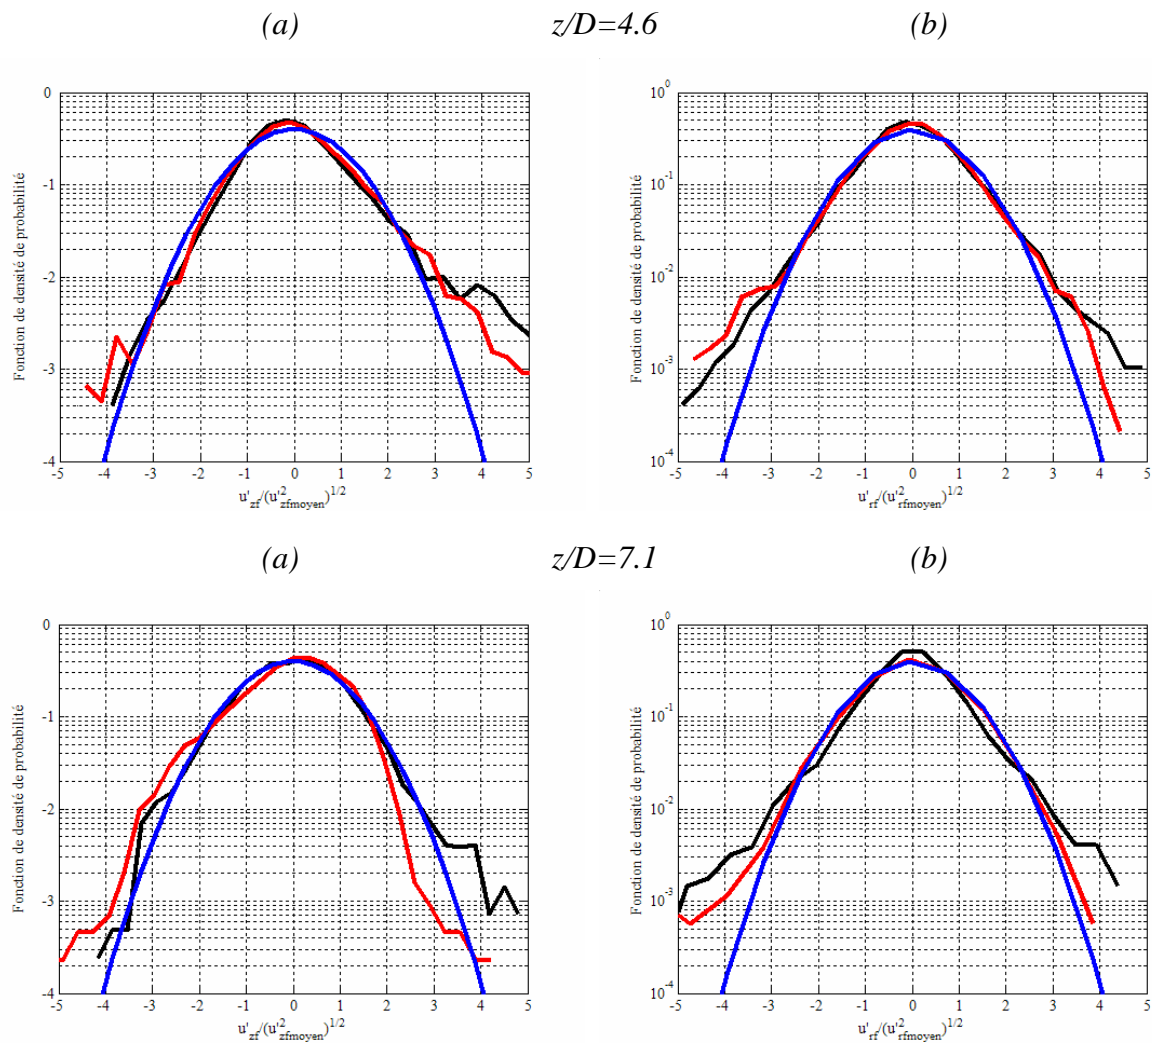 (a) z/D=4.6 (b)
Fonction de densité de probabilité
0
-1
-2
-3
-4
-5 -4 -3 -2 -1 0 1 2 3 4 5
u'zf/(u'²zfmoyen)^1/2
Fonction de densité de probabilité
10^0
10^-1
10^-2
10^-3
10^-4
-5 -4 -3 -2 -1 0 1 2 3 4 5
u'rf/(u'²rfmoyen)^1/2
(a) z/D=7.1 (b)
Fonction de densité de probabilité
0
-1
-2
-3
-4
-5 -4 -3 -2 -1 0 1 2 3 4 5
u'zf/(u'²zfmoyen)^1/2
Fonction de densité de probabilité
10^0
10^-1
10^-2
10^-3
10^-4
-5 -4 -3 -2 -1 0 1 2 3 4 5
u'rf/(u'²rfmoyen)^1/2